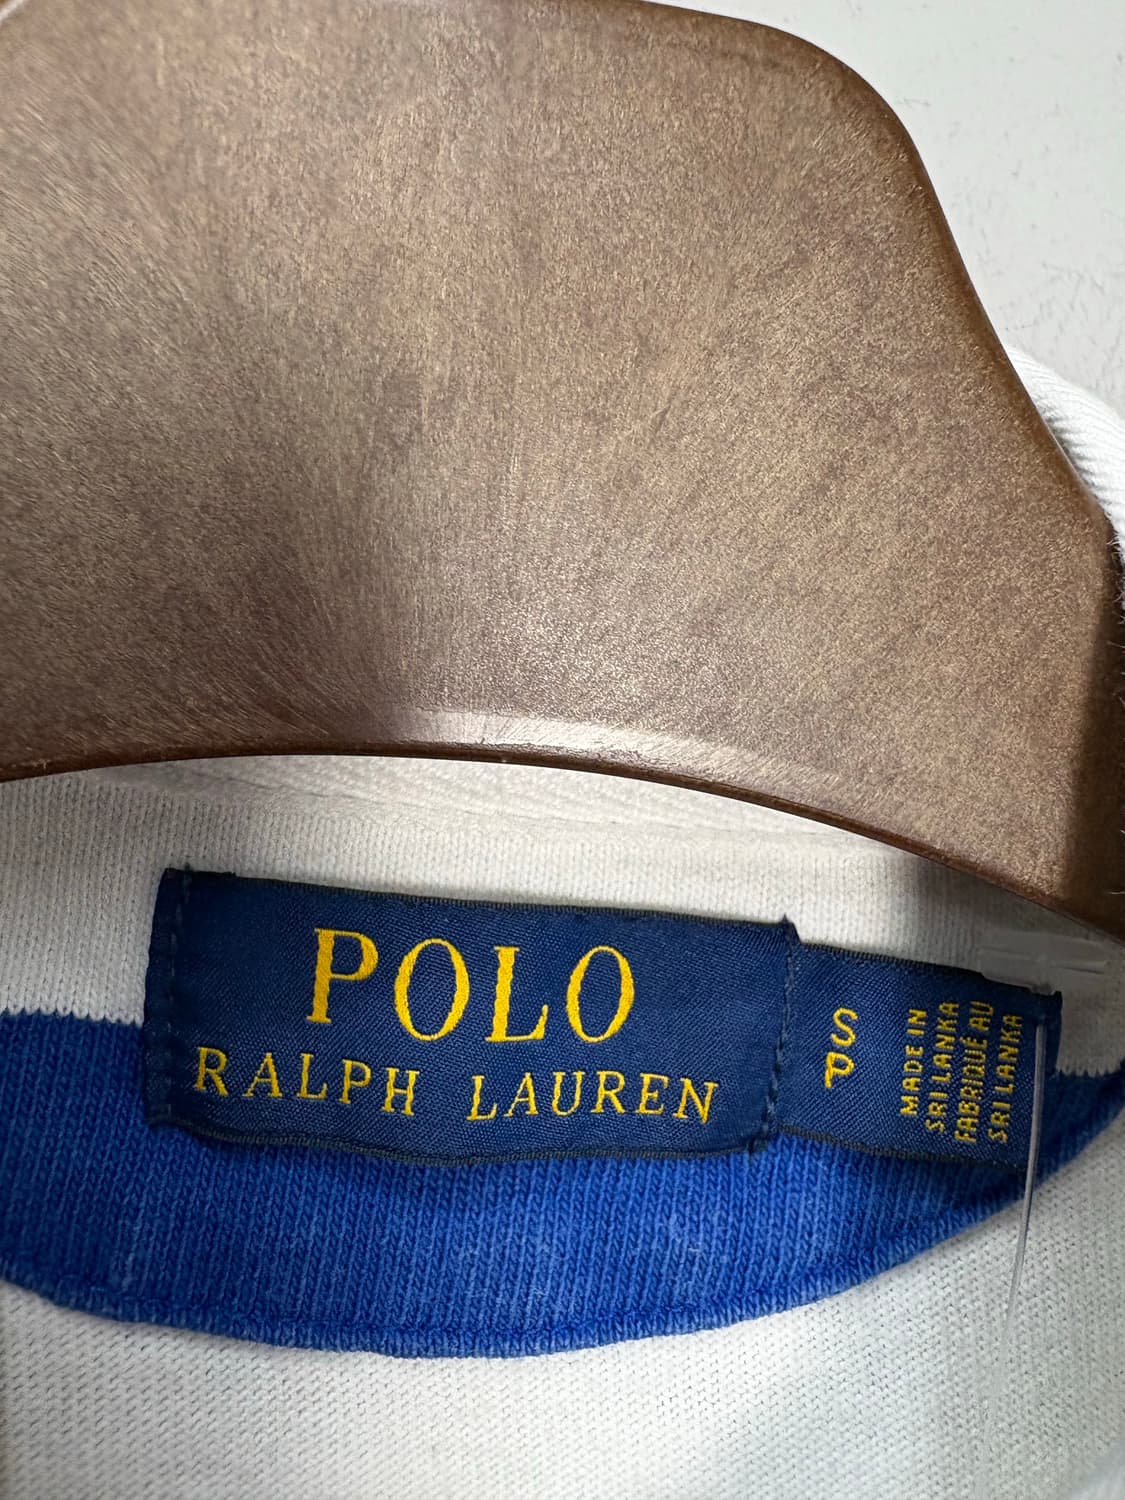 POLO
RALPH LAUREN
S
P
MADE IN
SRI LANKA
FABRIQUÉ AU
SRI LANKA